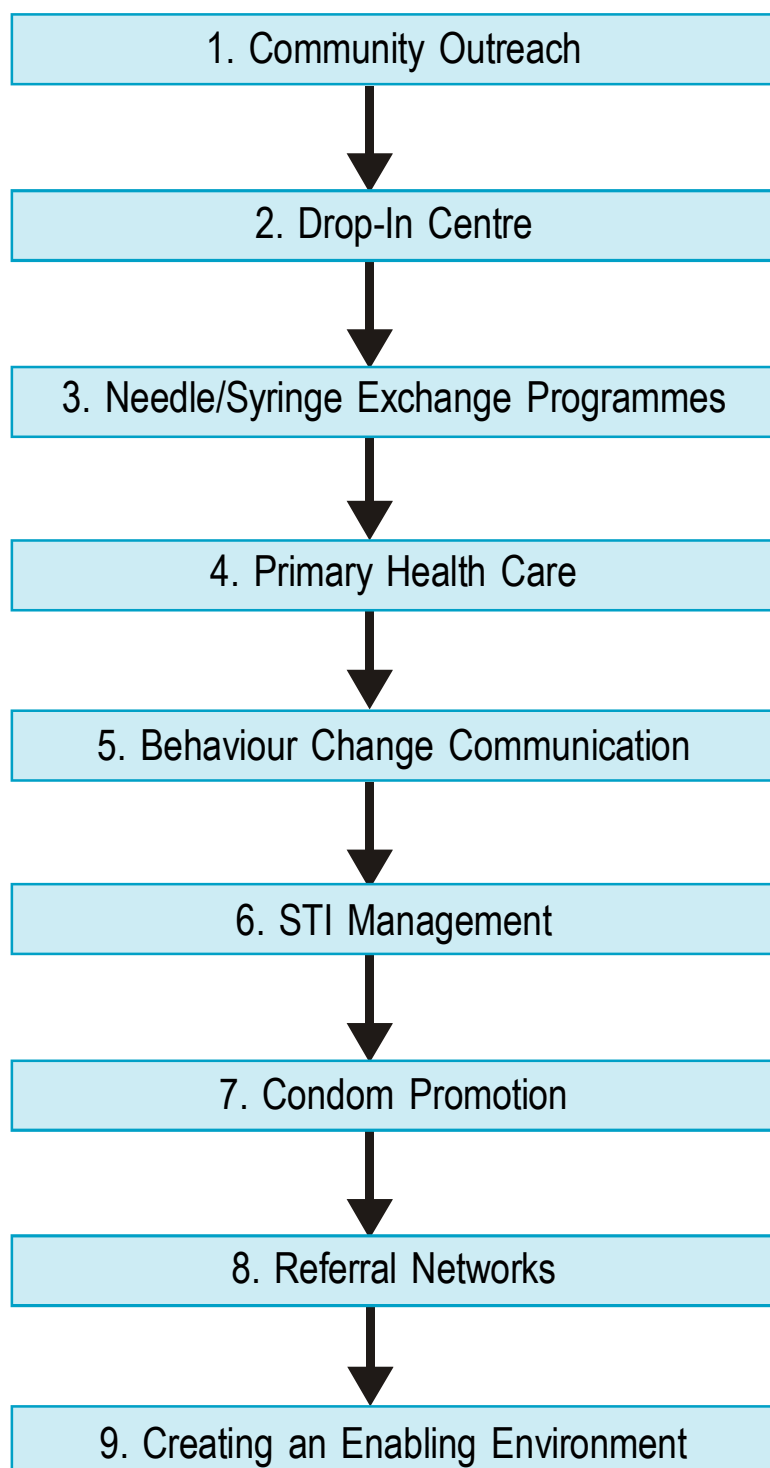 1. Community Outreach
2. Drop-In Centre
3. Needle/Syringe Exchange Programmes
4. Primary Health Care
5. Behaviour Change Communication
6. STI Management
7. Condom Promotion
8. Referral Networks
9. Creating an Enabling Environment